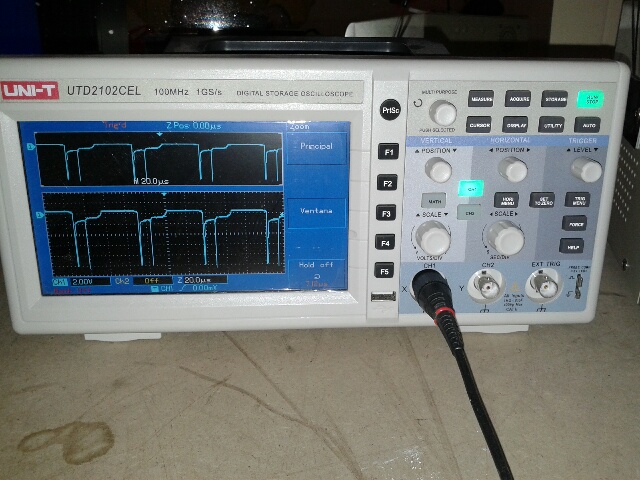 UNI-T UTD2102CEL 100MHz 1GS/s DIGITAL STORAGE OSCILLOSCOPE
Trig'd Z Pos: 0.00μs Zoom
Principal
M 20.0μs
Ventana
Hold off
CH1 2.00V Ch2 Off Z 20.0μs
CH1 / 0.00mV
PrtSc
F1
F2
F3
F4
F5
MULTI PURPOSE
PUSH-SELECTED
MEASURE ACQUIRE STORAGE RUN STOP
CURSOR DISPLAY UTILITY AUTO
VERTICAL HORIZONTAL TRIGGER
▲ POSITION ▼ ◀ POSITION ▶ ▲ LEVEL ▼
CH1
MATH
CH2
HORI MENU
SET TO ZERO
TRIG MENU
FORCE
HELP
▲ SCALE ▼ ◀ SCALE ▶
VOLTS/DIV SEC/DIV
CH1 CH2 EXT.TRIG
X Y
All Inputs